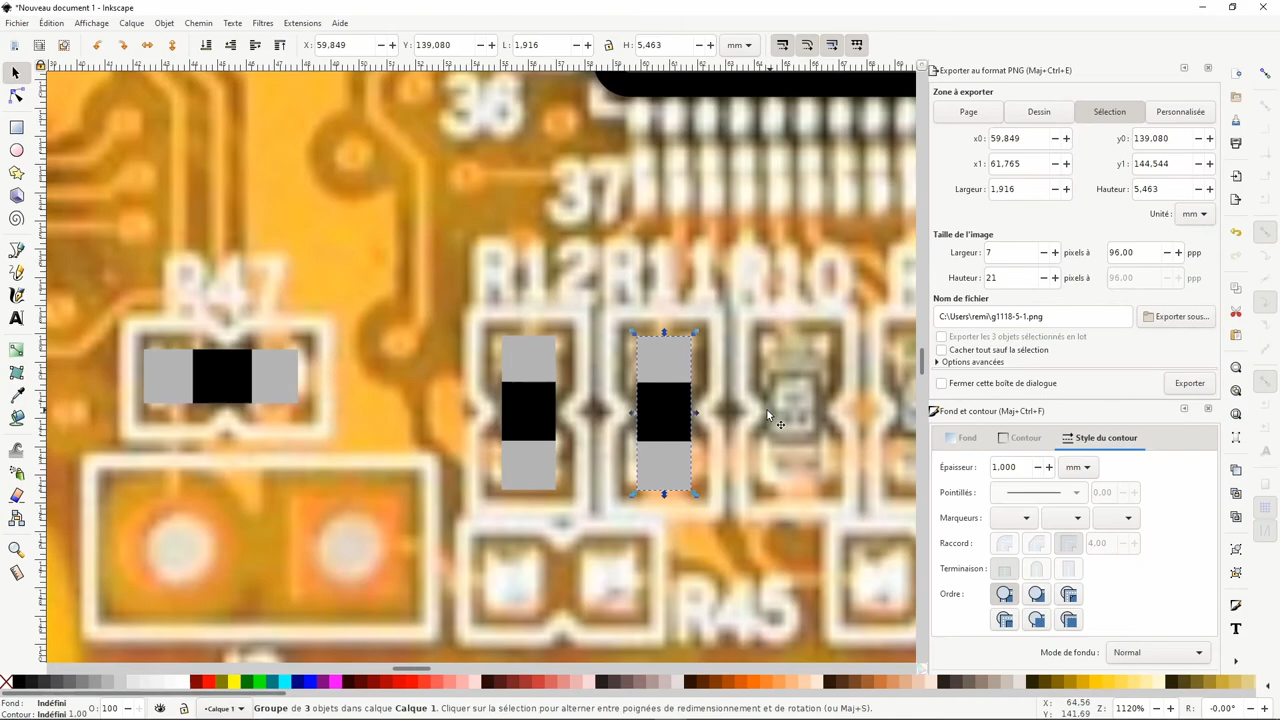 *Nouveau document 1 - Inkscape
Fichier Édition Affichage Calque Objet Chemin Texte Filtres Extensions Aide
X: 59,849 Y: 139,080 L: 1,916 H: 5,463 mm
Exporter au format PNG (Maj+Ctrl+E)
Zone à exporter
Page Dessin Sélection Personnalisée
x0: 59,849 y0: 139,080
x1: 61,765 y1: 144,544
Largeur : 1,916 Hauteur : 5,463
Unité : mm
Taille de l'image
Largeur : 7 pixels à 96,00 ppp
Hauteur : 21 pixels à 96,00 ppp
Nom de fichier
C:\Users\remi\g1118-5-1.png Exporter sous...
Exporter les 3 objets sélectionnés en lot
Cacher tout sauf la sélection
Options avancées
Fermer cette boîte de dialogue Exporter
Fond et contour (Maj+Ctrl+F)
Fond Contour Style du contour
Épaisseur : 1,000 mm
Pointillés : 0,00
Marqueurs :
Raccord : 4,00
Terminaison :
Ordre :
Mode de fondu : Normal
37
R12 R11 R10
R45
Fond : Indéfini
Contour : Indéfini 1,00
O: 100
•Calque 1
Groupe de 3 objets dans calque Calque 1. Cliquer sur la sélection pour alterner entre poignées de redimensionnement et de rotation (ou Maj+S).
X: 64,56
Y: 141,69
Z: 1120%
R: -0,00°